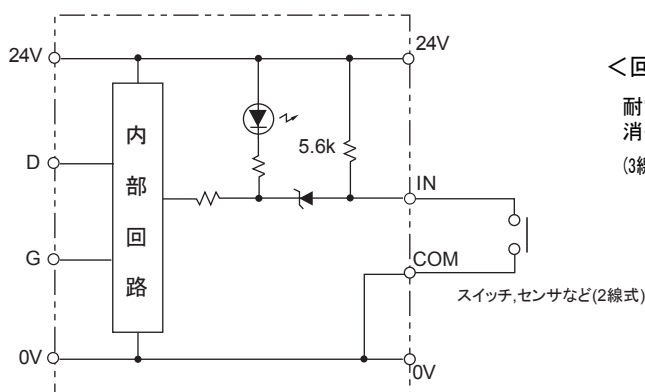 24V
24V
D
G
0V
内部回路
5.6k
IN
COM
0V
スイッチ,センサなど(2線式)
<回
耐
消
(3線